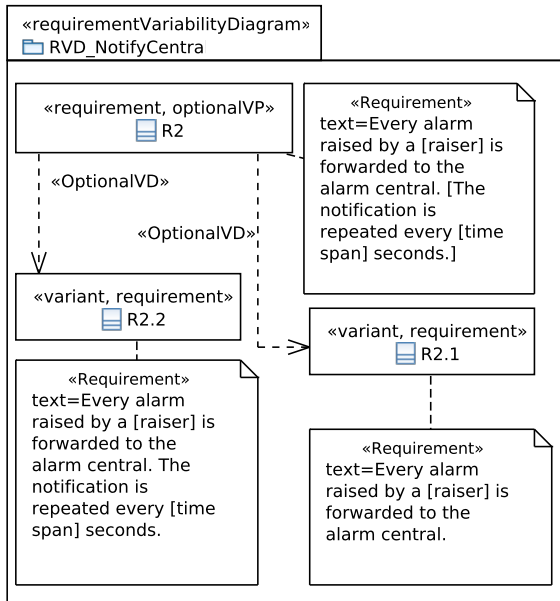 «requirementVariabilityDiagram»
RVD_NotifyCentra
«requirement, optionalVP»
R2
«Requirement»
text=Every alarm
raised by a [raiser] is
forwarded to the
alarm central. [The
notification is
repeated every [time
span] seconds.]
«OptionalVD»
«OptionalVD»
«variant, requirement»
R2.2
«variant, requirement»
R2.1
«Requirement»
text=Every alarm
raised by a [raiser] is
forwarded to the
alarm central. The
notification is
repeated every [time
span] seconds.
«Requirement»
text=Every alarm
raised by a [raiser] is
forwarded to the
alarm central.